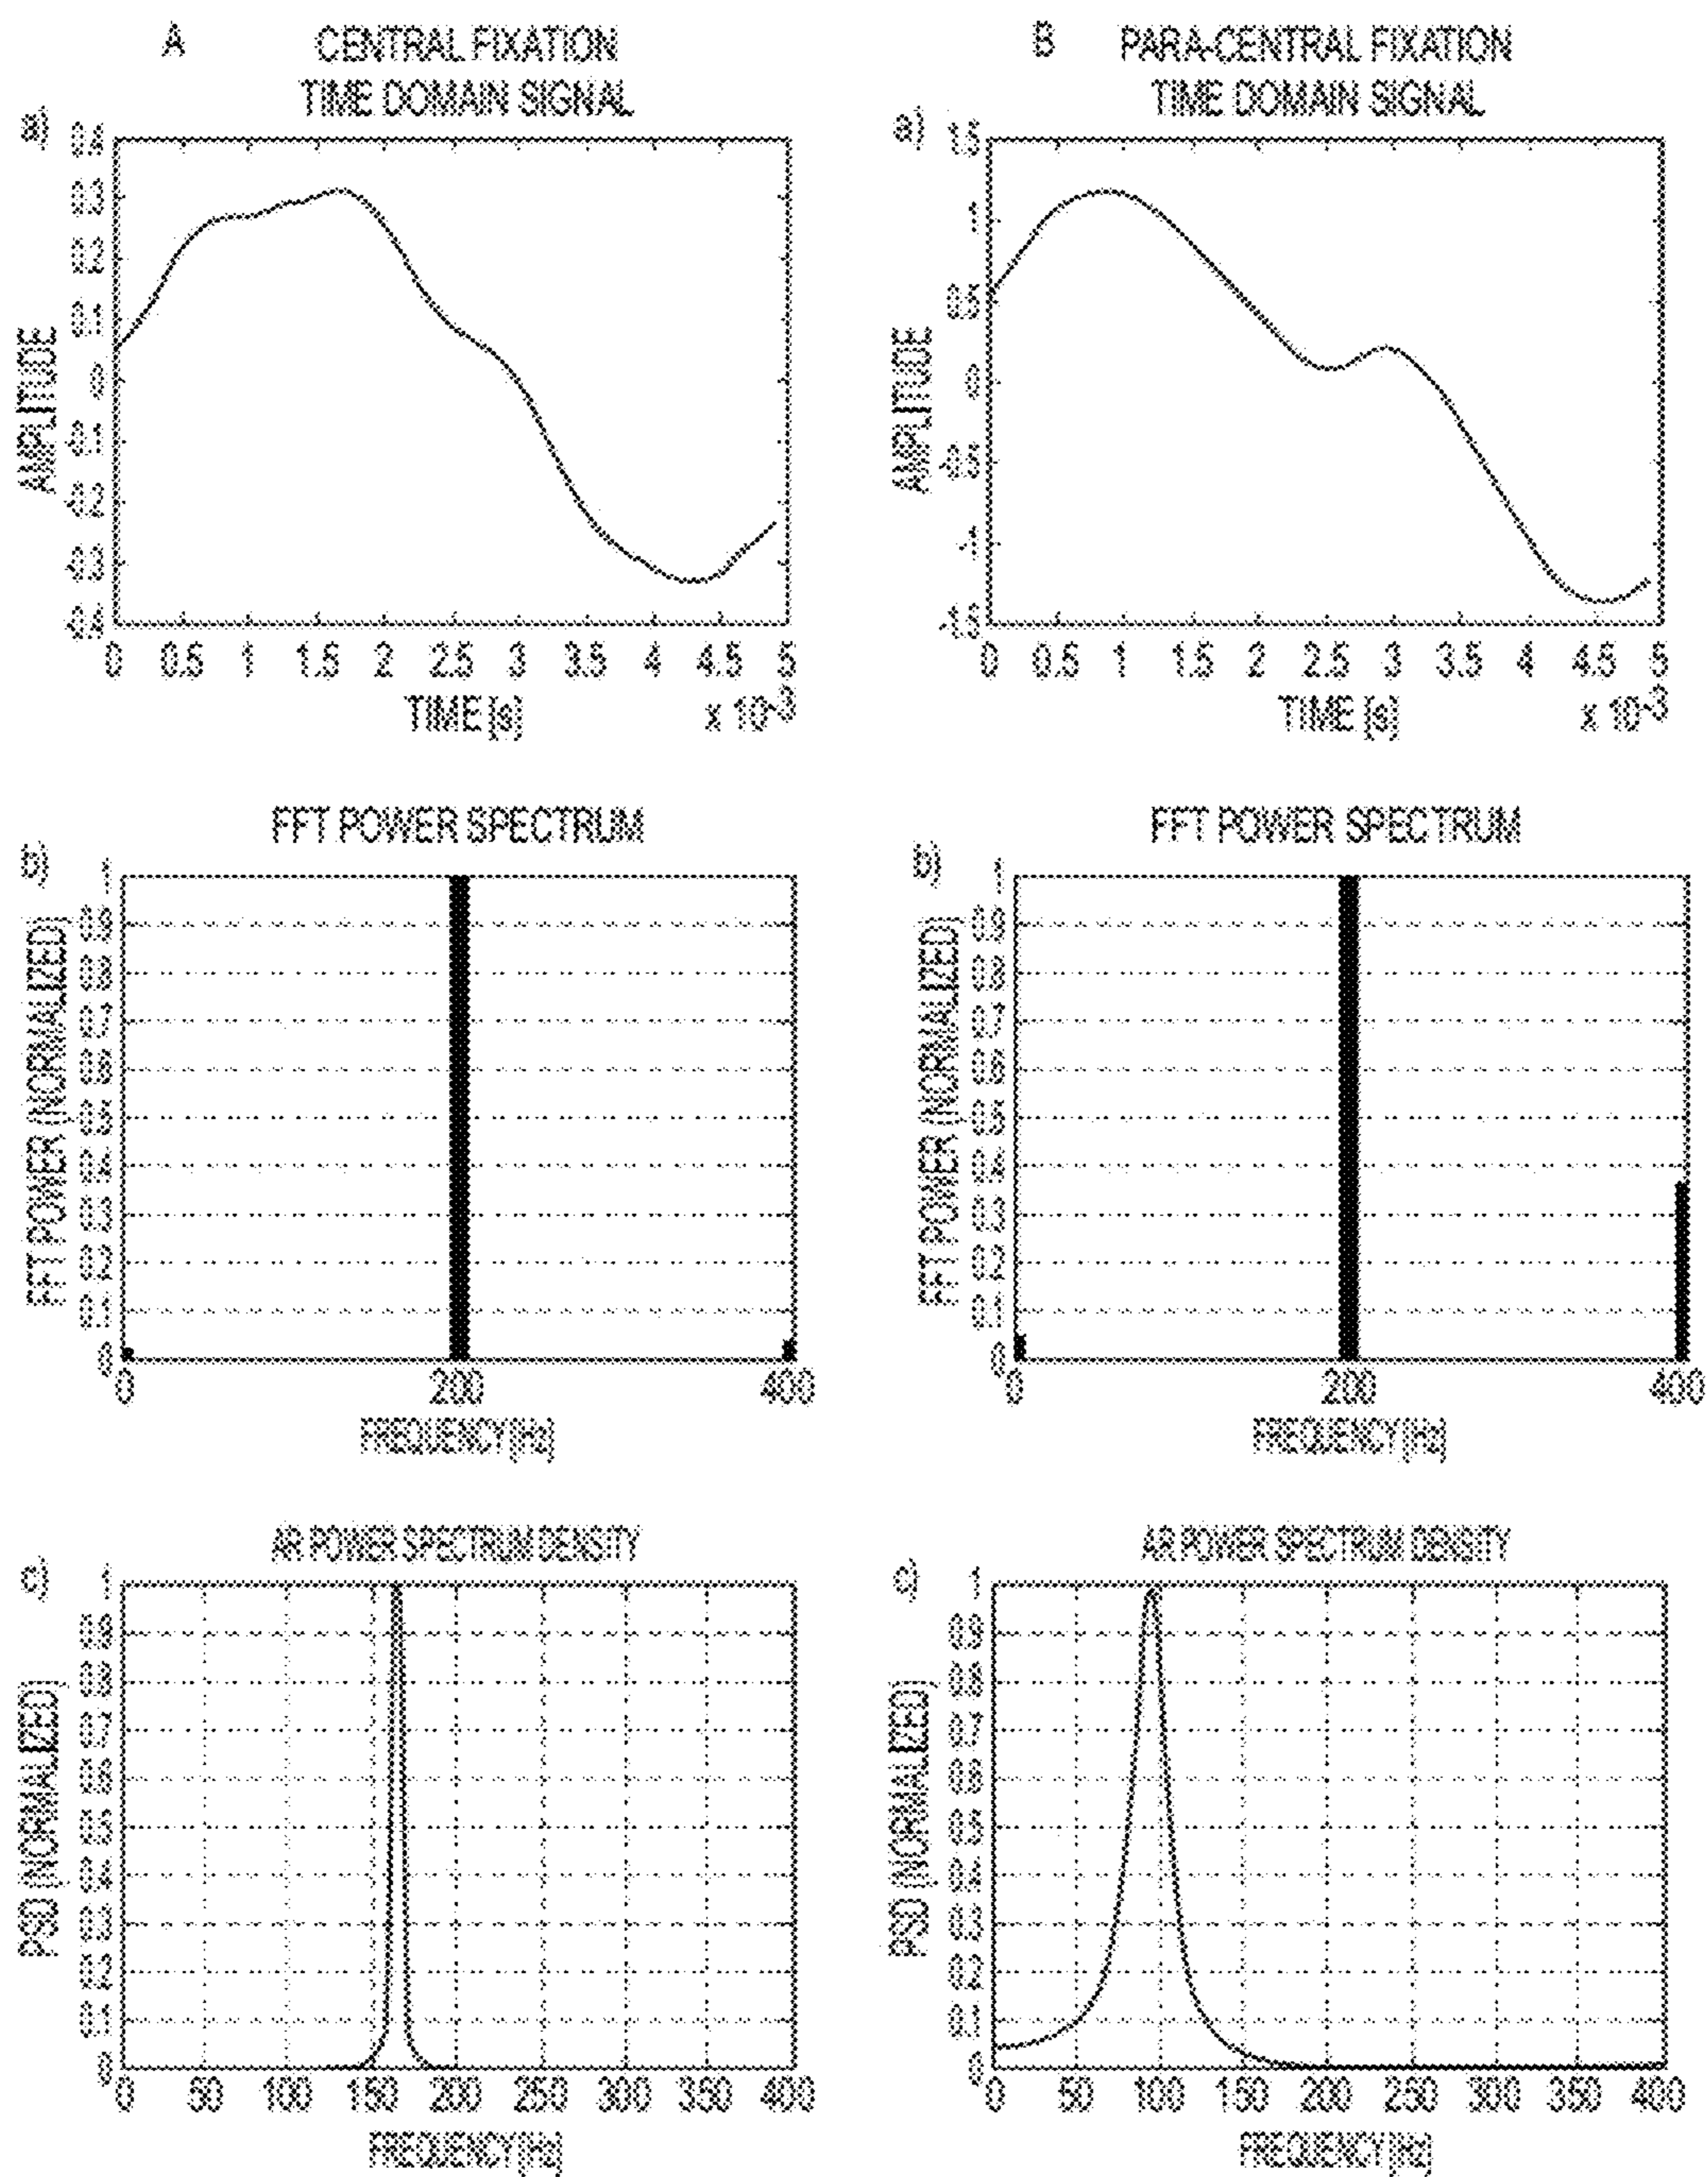 A CENTRAL FIXATION
TIME DOMAIN SIGNAL
a)
AMPLITUDE
0.4
0.3
0.2
0.1
0
-0.1
-0.2
-0.3
-0.4
0 0.5 1 1.5 2 2.5 3 3.5 4 4.5 5
TIME [s] x 10-3
B PARA-CENTRAL FIXATION
TIME DOMAIN SIGNAL
a)
AMPLITUDE
1.5
1
0.5
0
-0.5
-1
-1.5
0 0.5 1 1.5 2 2.5 3 3.5 4 4.5 5
TIME [s] x 10-3
FFT POWER SPECTRUM
b)
FFT POWER (NORMALIZED)
1
0.9
0.8
0.7
0.6
0.5
0.4
0.3
0.2
0.1
0
0 200 400
FREQUENCY [Hz]
FFT POWER SPECTRUM
b)
FFT POWER (NORMALIZED)
1
0.9
0.8
0.7
0.6
0.5
0.4
0.3
0.2
0.1
0
0 200 400
FREQUENCY [Hz]
AR POWER SPECTRUM DENSITY
c)
PSD (NORMALIZED)
1
0.9
0.8
0.7
0.6
0.5
0.4
0.3
0.2
0.1
0
0 50 100 150 200 250 300 350 400
FREQUENCY [Hz]
AR POWER SPECTRUM DENSITY
c)
PSD (NORMALIZED)
1
0.9
0.8
0.7
0.6
0.5
0.4
0.3
0.2
0.1
0
0 50 100 150 200 250 300 350 400
FREQUENCY [Hz]